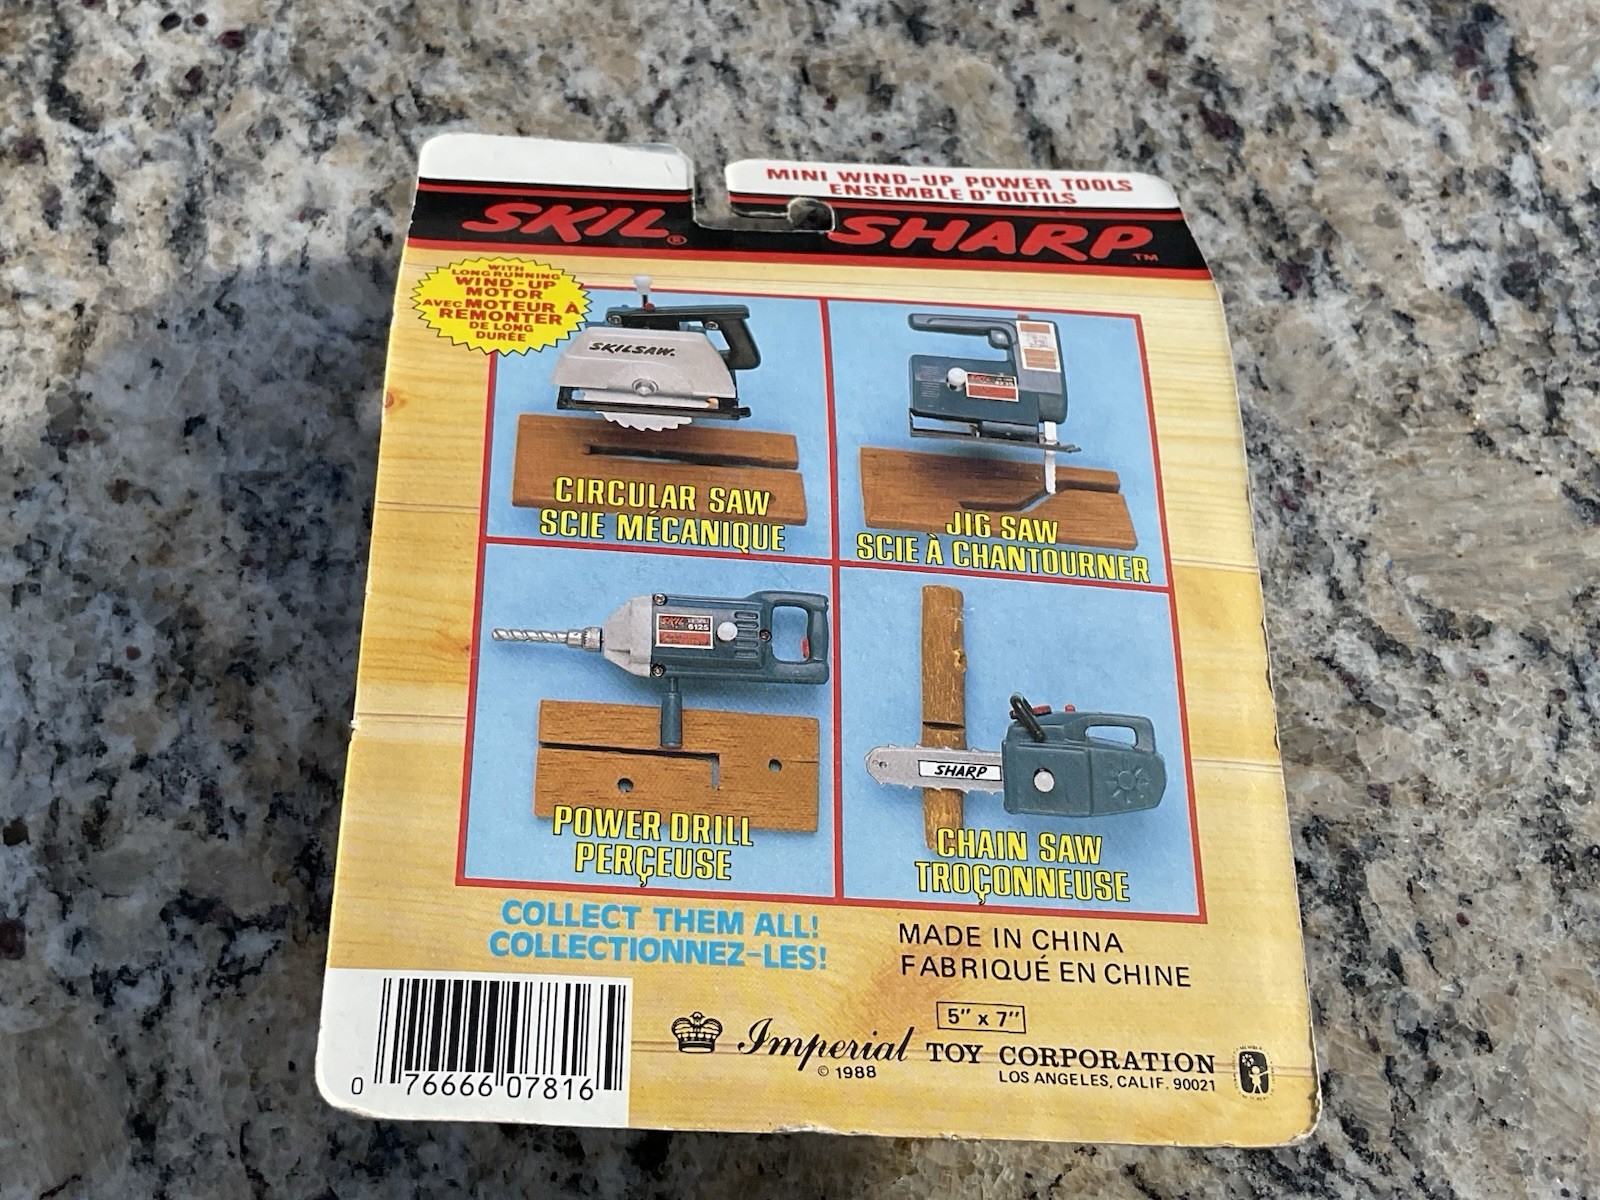 MINI WIND-UP POWER TOOLS
ENSEMBLE D'OUTILS
SKIL® SHARP™
WITH
LONG RUNNING
WIND-UP
MOTOR
AVEC MOTEUR À
REMONTER
DE LONG
DURÉE
SKILSAW.
CIRCULAR SAW
SCIE MÉCANIQUE
JIG SAW
SCIE À CHANTOURNER
SKIL
6125
POWER DRILL
PERÇEUSE
SHARP
CHAIN SAW
TROÇONNEUSE
COLLECT THEM ALL!
COLLECTIONNEZ-LES!
MADE IN CHINA
FABRIQUÉ EN CHINE
5" x 7"
Imperial TOY CORPORATION
© 1988
LOS ANGELES, CALIF. 90021
0 76666 07816